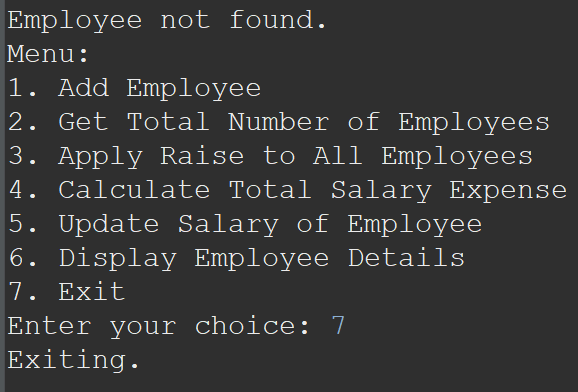 Employee not found.
Menu:
1. Add Employee
2. Get Total Number of Employees
3. Apply Raise to All Employees
4. Calculate Total Salary Expense
5. Update Salary of Employee
6. Display Employee Details
7. Exit
Enter your choice: 7
Exiting.